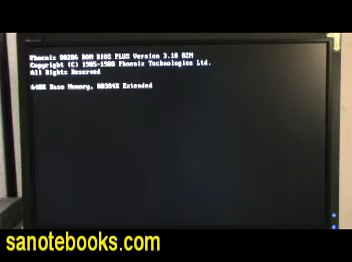 Phoenix 80286 ROM BIOS PLUS Version 3.10 02M
Copyright (C) 1985-1988 Phoenix Technologies Ltd.
All Rights Reserved
640K Base Memory, 00384K Extended
sanotebooks.com